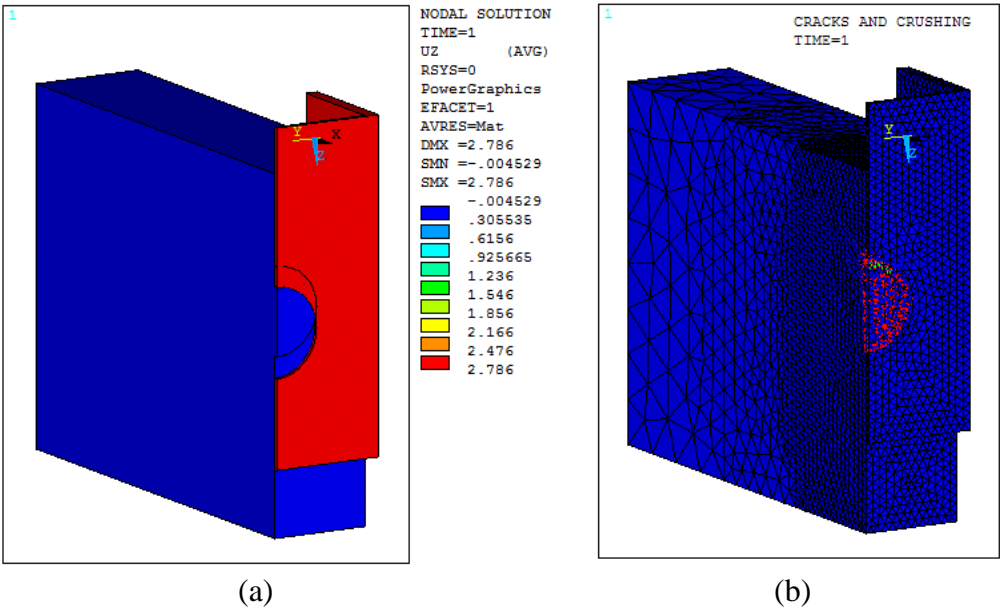 1
NODAL SOLUTION
TIME=1
UZ (AVG)
RSYS=0
PowerGraphics
EFACET=1
AVRES=Mat
DMX =2.786
SMN =-.004529
SMX =2.786
-.004529
.305535
.6156
.925665
1.236
1.546
1.856
2.166
2.476
2.786
Y X
Z
(a)
1
CRACKS AND CRUSHING
TIME=1
Y
Z
(b)